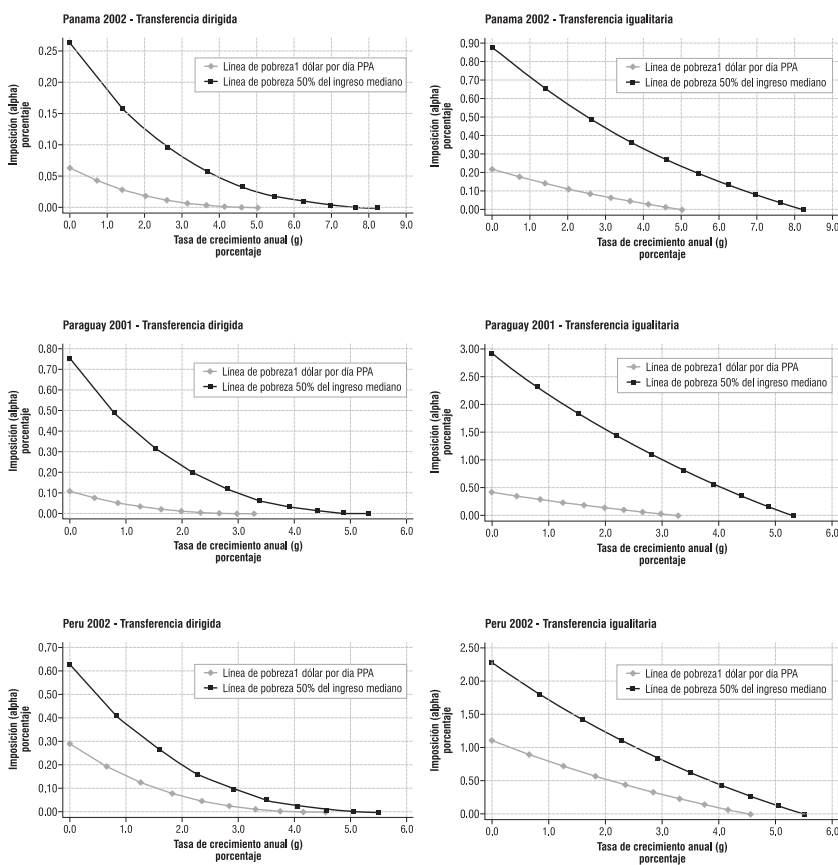 Panama 2002 - Transferencia dirigida
Imposición (alpha)
porcentaje
0.25
0.20
0.15
0.10
0.05
0.00
Línea de pobreza1 dólar por día PPA
Línea de pobreza 50% del ingreso mediano
0.0 1.0 2.0 3.0 4.0 5.0 6.0 7.0 8.0 9.0
Tasa de crecimiento anual (g)
porcentaje
Panama 2002 - Transferencia igualitaria
Imposición (alpha)
porcentaje
0.90
0.80
0.70
0.60
0.50
0.40
0.30
0.20
0.10
0.00
Línea de pobreza1 dólar por día PPA
Línea de pobreza 50% del ingreso mediano
0.0 1.0 2.0 3.0 4.0 5.0 6.0 7.0 8.0 9.0
Tasa de crecimiento anual (g)
porcentaje
Paraguay 2001 - Transferencia dirigida
Imposición (alpha)
porcentaje
0.80
0.70
0.60
0.50
0.40
0.30
0.20
0.10
0.00
Línea de pobreza1 dólar por día PPA
Línea de pobreza 50% del ingreso mediano
0.0 1.0 2.0 3.0 4.0 5.0 6.0
Tasa de crecimiento anual (g)
porcentaje
Paraguay 2001 - Transferencia igualitaria
Imposición (alpha)
porcentaje
3.00
2.50
2.00
1.50
1.00
0.50
0.00
Línea de pobreza1 dólar por día PPA
Línea de pobreza 50% del ingreso mediano
0.0 1.0 2.0 3.0 4.0 5.0 6.0
Tasa de crecimiento anual (g)
porcentaje
Peru 2002 - Transferencia dirigida
Imposición (alpha)
porcentaje
0.70
0.60
0.50
0.40
0.30
0.20
0.10
0.00
Línea de pobreza1 dólar por día PPA
Línea de pobreza 50% del ingreso mediano
0.0 1.0 2.0 3.0 4.0 5.0 6.0
Tasa de crecimiento anual (g)
porcentaje
Peru 2002 - Transferencia igualitaria
Imposición (alpha)
porcentaje
2.50
2.00
1.50
1.00
0.50
0.00
Línea de pobreza1 dólar por día PPA
Línea de pobreza 50% del ingreso mediano
0.0 1.0 2.0 3.0 4.0 5.0 6.0
Tasa de crecimiento anual (g)
porcentaje